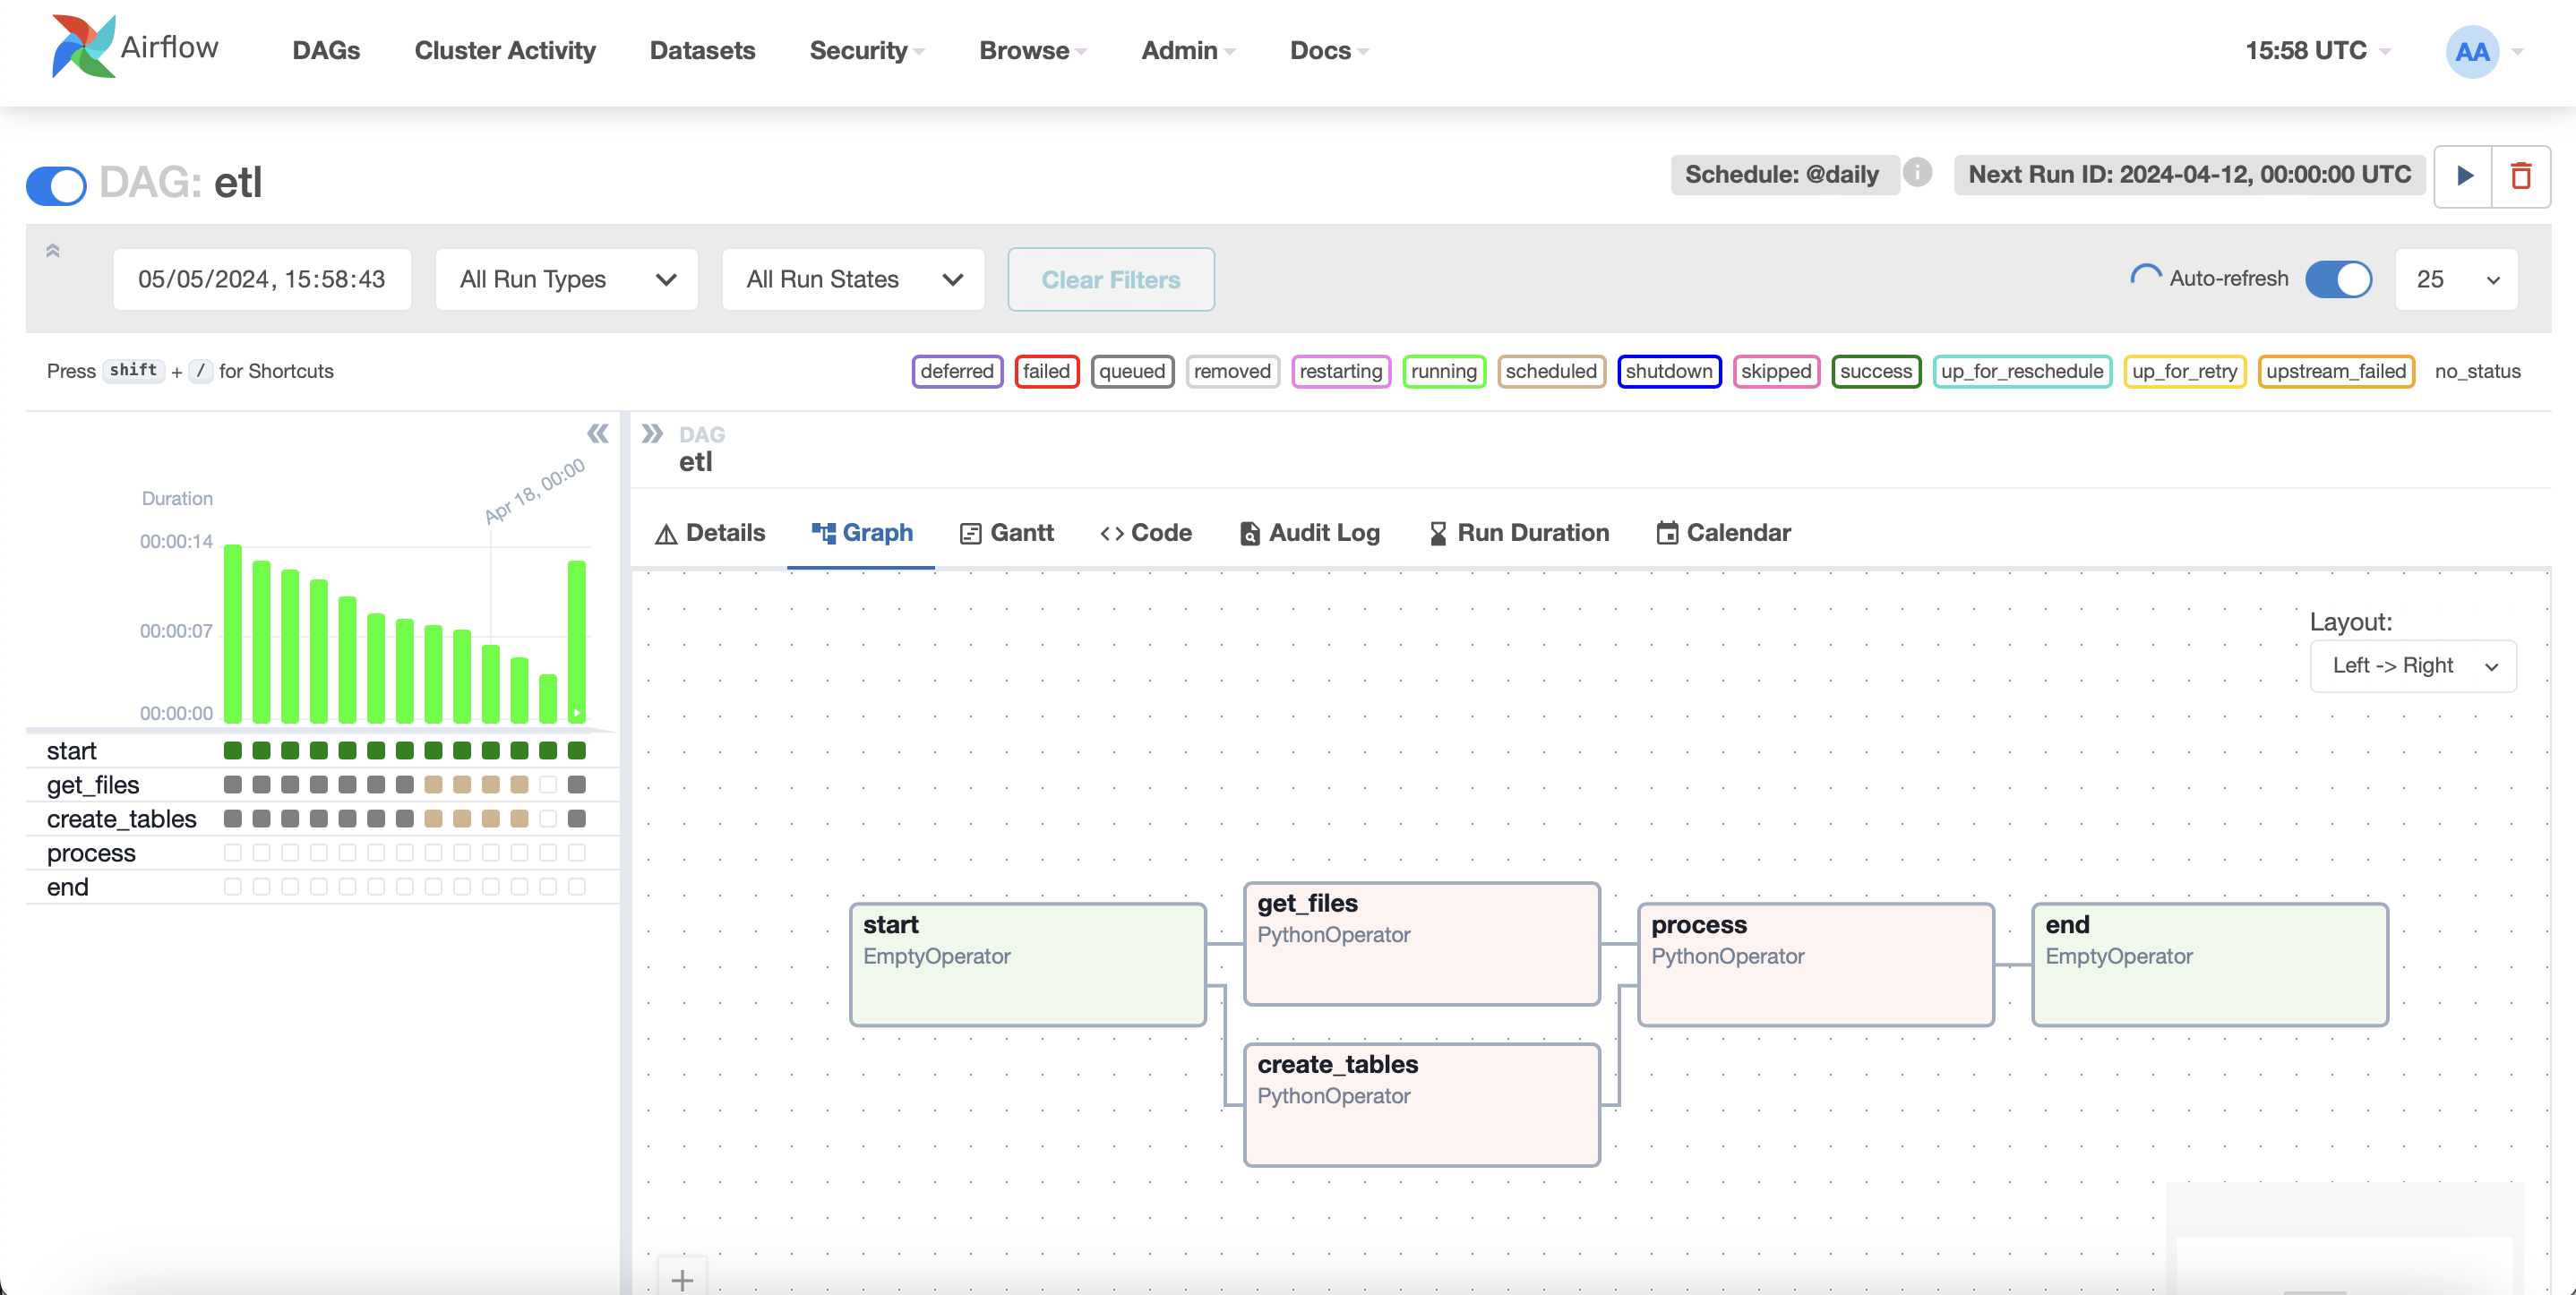 Airflow DAGs Cluster Activity Datasets Security Browse Admin Docs 15:58 UTC AA
DAG: etl Schedule: @daily Next Run ID: 2024-04-12, 00:00:00 UTC
05/05/2024, 15:58:43 All Run Types All Run States Clear Filters Auto-refresh 25
Press shift + / for Shortcuts deferred failed queued removed restarting running scheduled shutdown skipped success up_for_reschedule up_for_retry upstream_failed no_status
DAG
etl
Apr 18, 00:00
Duration
00:00:14
00:00:07
00:00:00
start
get_files
create_tables
process
end
Details Graph Gantt Code Audit Log Run Duration Calendar
Layout:
Left -> Right
start
EmptyOperator
get_files
PythonOperator
create_tables
PythonOperator
process
PythonOperator
end
EmptyOperator